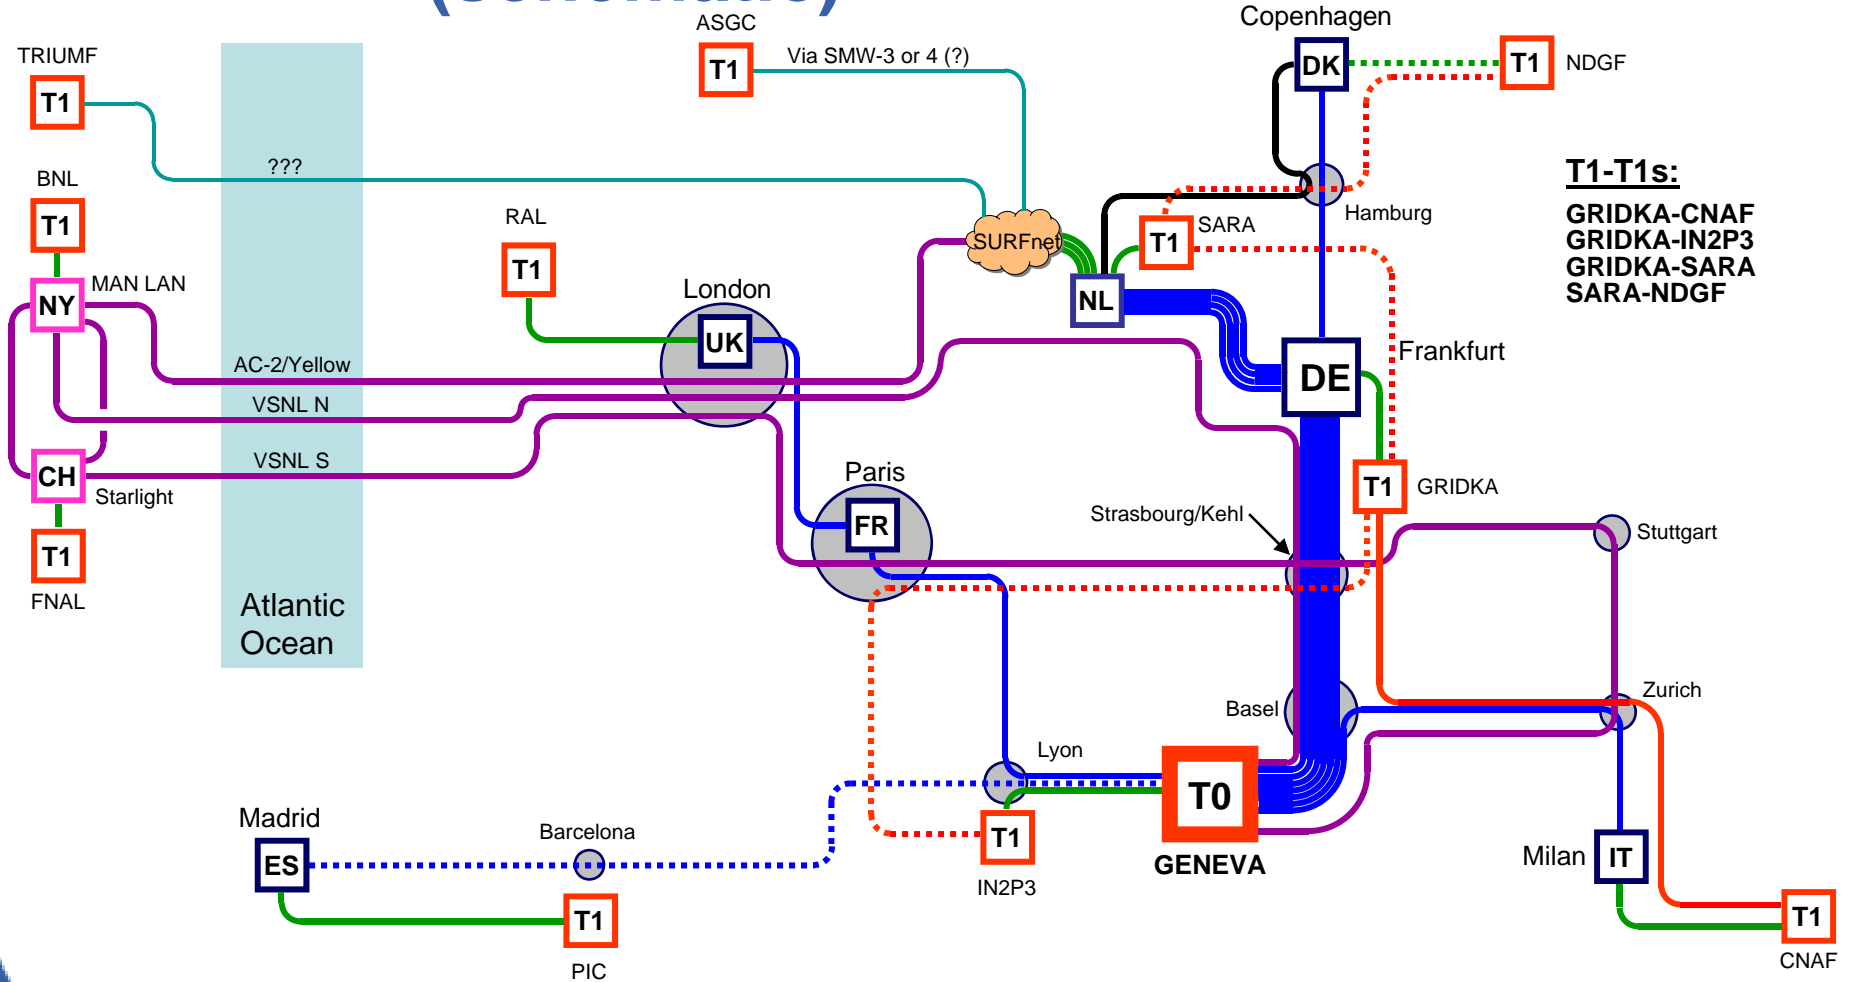 (Schematic)
Copenhagen
ASGC
TRIUMF
T1
Via SMW-3 or 4 (?)
DK
T1
NDGF
T1
???
BNL
T1
RAL
T1
SURFnet
SARA
T1
Hamburg
T1-T1s:
GRIDKA-CNAF
GRIDKA-IN2P3
GRIDKA-SARA
SARA-NDGF
MAN LAN
NY
London
UK
NL
AC-2/Yellow
VSNL N
VSNL S
DE
Frankfurt
CH
Starlight
T1
FNAL
Paris
FR
T1
GRIDKA
Strasbourg/Kehl
Stuttgart
Atlantic
Ocean
Basel
Zurich
Lyon
T0
GENEVA
Madrid
ES
Barcelona
T1
IN2P3
T1
PIC
Milan
IT
T1
CNAF